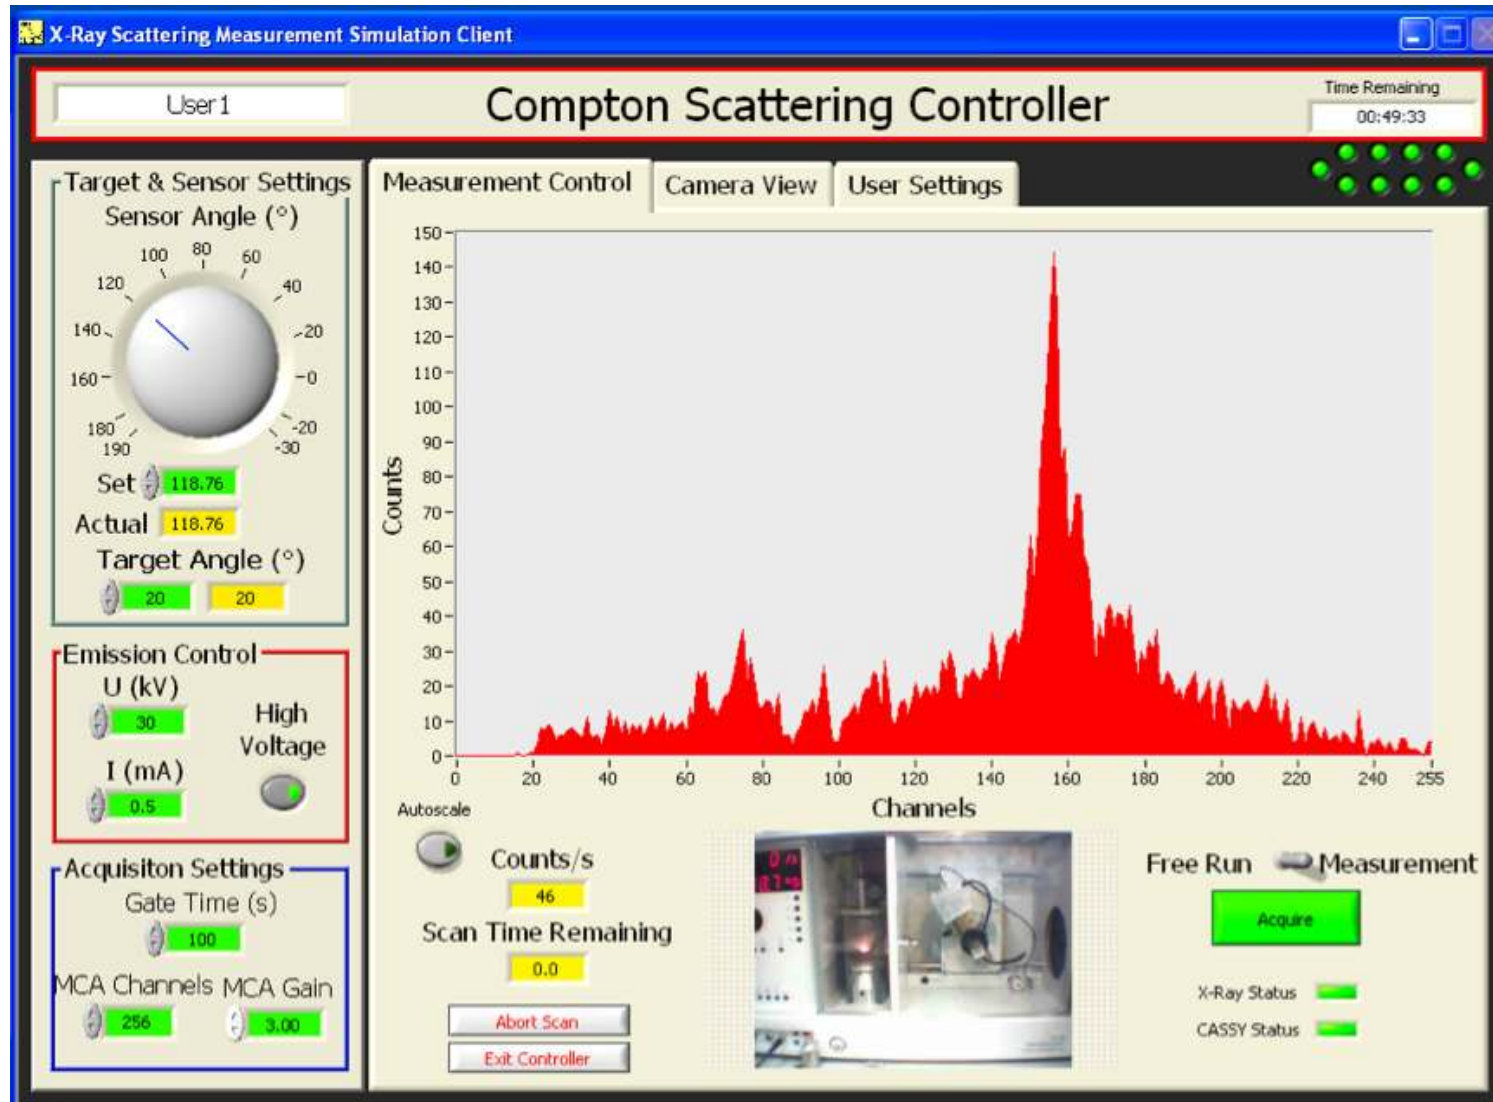 X-Ray Scattering Measurement Simulation Client
User1
Compton Scattering Controller
Time Remaining
00:49:33
Target & Sensor Settings
Sensor Angle (°)
100 80 60
120 40
140 20
160 0
180 -20
190 -30
Set 118.76
Actual 118.76
Target Angle (°)
20 20
Emission Control
U (kV)
30
High
Voltage
I (mA)
0.5
Acquisiton Settings
Gate Time (s)
100
MCA Channels MCA Gain
256 3.00
Measurement Control Camera View User Settings
150
140
130
120
110
100
90
80
70
60
50
40
30
20
10
0
Counts
0 20 40 60 80 100 120 140 160 180 200 220 240 255
Channels
Autoscale
Counts/s
46
Scan Time Remaining
0.0
Abort Scan
Exit Controller
Free Run Measurement
Acquire
X-Ray Status
CASSY Status